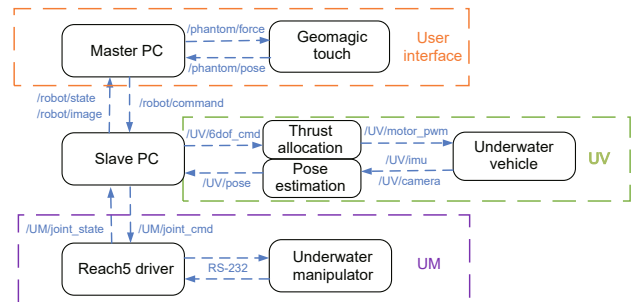 /phantom/force
Master PC
Geomagic
touch
/phantom/pose
User
interface
/robot/state
/robot/image
/robot/command
Slave PC
/UV/6dof_cmd
Thrust
allocation
/UV/motor_pwm
Underwater
vehicle
/UV/imu
/UV/camera
Pose
estimation
/UV/pose
UV
/UM/joint_state
/UM/joint_cmd
Reach5 driver
RS-232
Underwater
manipulator
UM